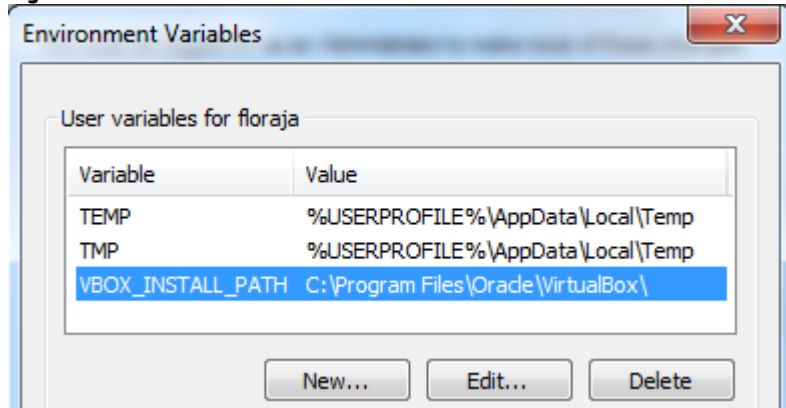 Environment Variables
User variables for floraja
Variable Value
TEMP %USERPROFILE%\AppData\Local\Temp
TMP %USERPROFILE%\AppData\Local\Temp
VBOX_INSTALL_PATH C:\Program Files\Oracle\VirtualBox\
New... Edit... Delete